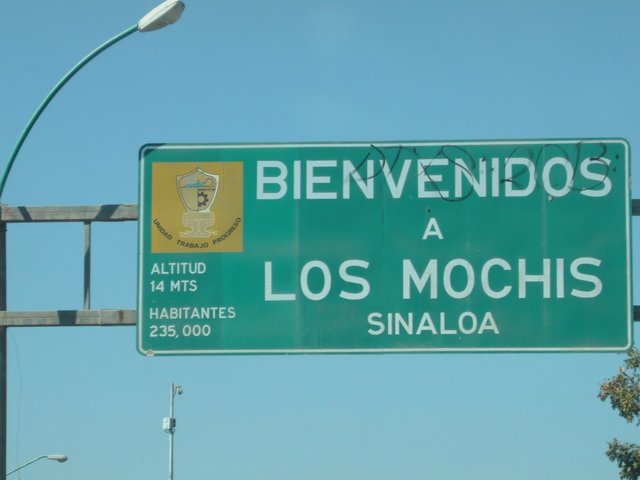 BIENVENIDOS
A
LOS MOCHIS
SINALOA
UNIDAD TRABAJO PROGRESO
ALTITUD
14 MTS
HABITANTES
235,000